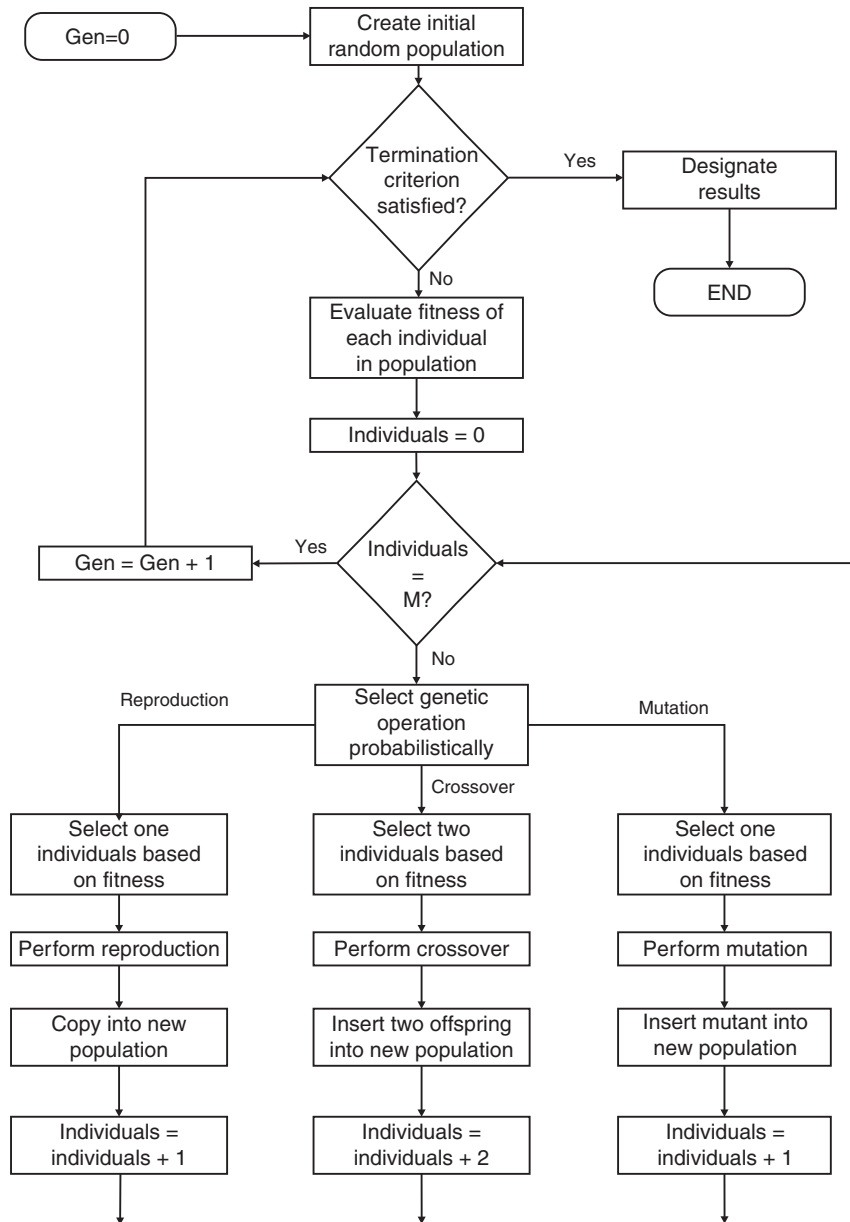 Gen=0
Create initial
random population
Termination
criterion
satisfied?
Yes
Designate
results
END
No
Evaluate fitness of
each individual
in population
Individuals = 0
Individuals
=
M?
Yes
Gen = Gen + 1
No
Select genetic
operation
probabilistically
Reproduction
Crossover
Mutation
Select one
individuals based
on fitness
Perform reproduction
Copy into new
population
Individuals =
individuals + 1
Select two
individuals based
on fitness
Perform crossover
Insert two offspring
into new population
Individuals =
individuals + 2
Select one
individuals based
on fitness
Perform mutation
Insert mutant into
new population
Individuals =
individuals + 1